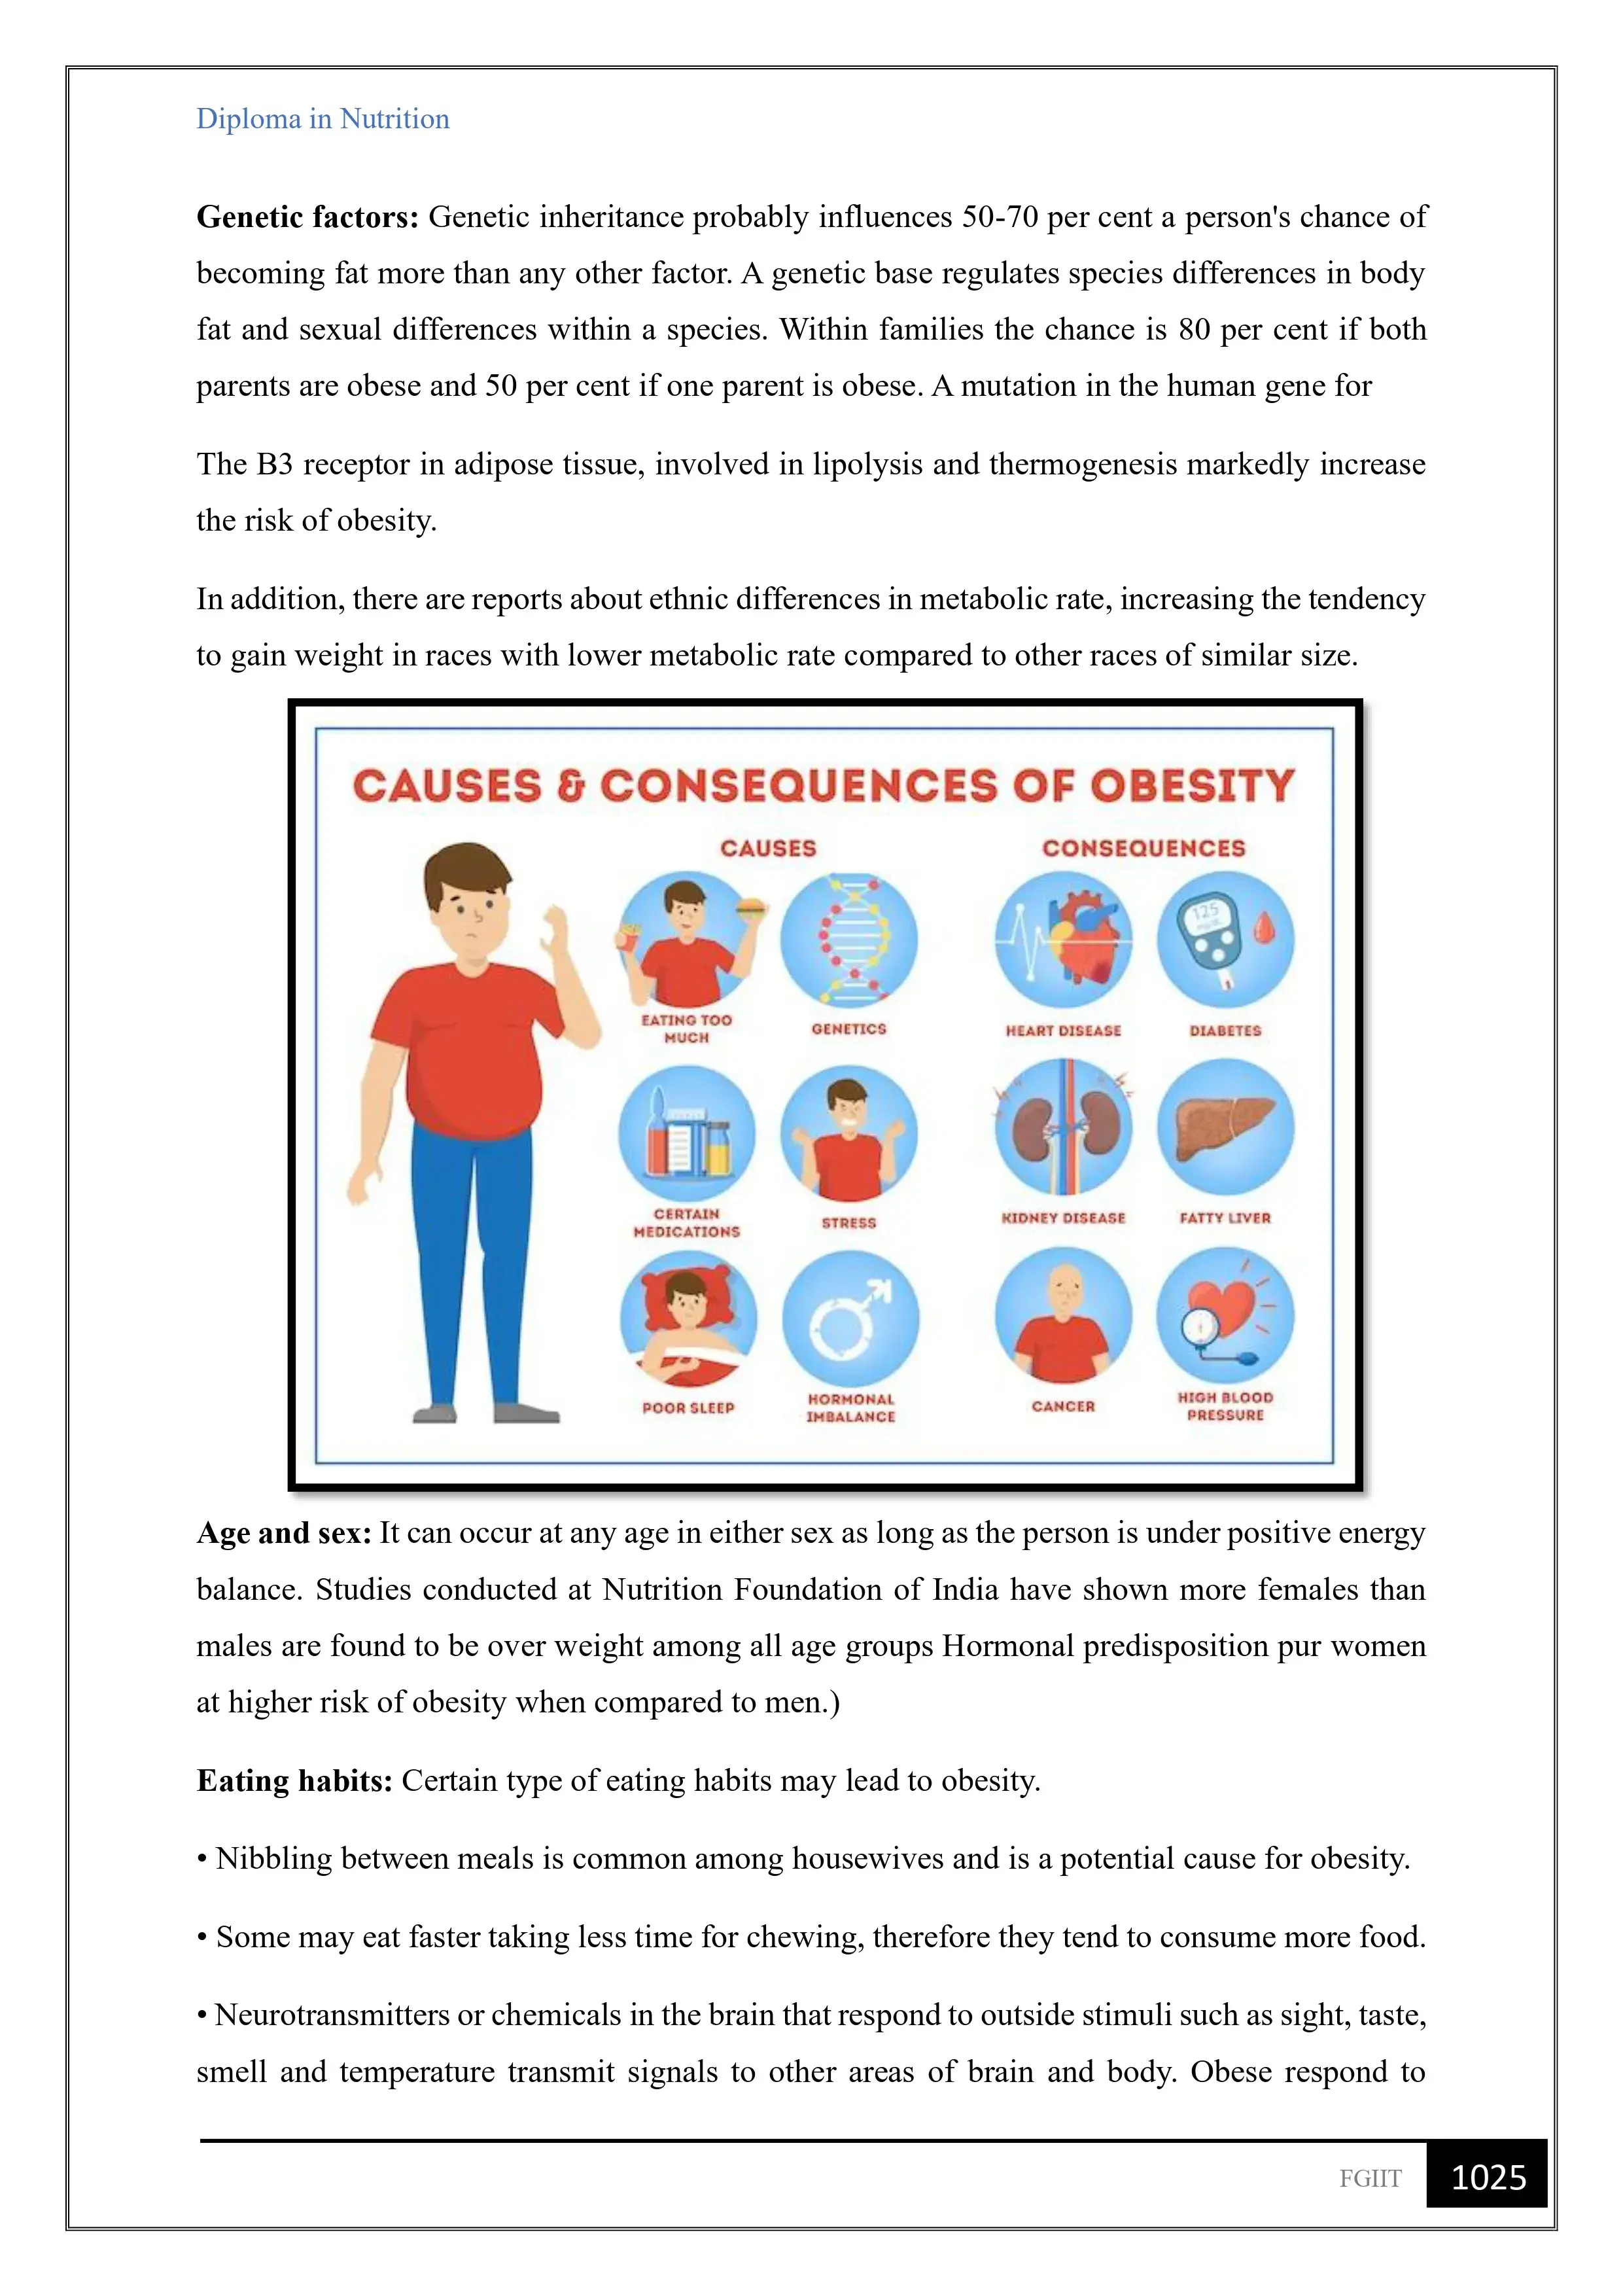 Diploma in Nutrition
Genetic factors: Genetic inheritance probably influences 50-70 per cent a person's chance of
becoming fat more than any other factor. A genetic base regulates species differences in body
fat and sexual differences within a species. Within families the chance is 80 per cent if both
parents are obese and 50 per cent if one parent is obese. A mutation in the human gene for
The B3 receptor in adipose tissue, involved in lipolysis and thermogenesis markedly increase
the risk of obesity.
In addition, there are reports about ethnic differences in metabolic rate, increasing the tendency
to gain weight in races with lower metabolic rate compared to other races of similar size.
CAUSES & CONSEQUENCES OF OBESITY
CAUSES
EATING TOO
MUCH
GENETICS
CERTAIN
MEDICATIONS
STRESS
POOR SLEEP
HORMONAL
IMBALANCE
CONSEQUENCES
125
HEART DISEASE
DIABETES
KIDNEY DISEASE
FATTY LIVER
CANCER
HIGH BLOOD
PRESSURE
Age and sex: It can occur at any age in either sex as long as the person is under positive energy
balance. Studies conducted at Nutrition Foundation of India have shown more females than
males are found to be over weight among all age groups Hormonal predisposition pur women
at higher risk of obesity when compared to men.)
Eating habits: Certain type of eating habits may lead to obesity.
• Nibbling between meals is common among housewives and is a potential cause for obesity.
• Some may eat faster taking less time for chewing, therefore they tend to consume more food.
• Neurotransmitters or chemicals in the brain that respond to outside stimuli such as sight, taste,
smell and temperature transmit signals to other areas of brain and body. Obese respond to
FGIIT 1025